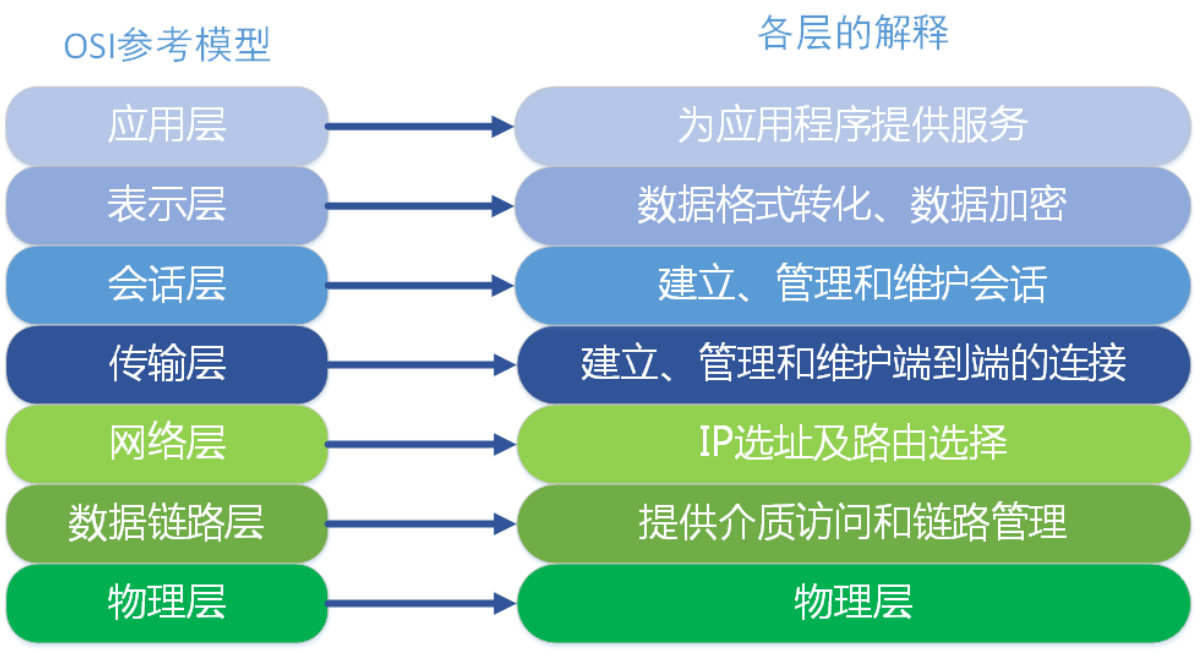 OSI参考模型 各层的解释
应用层 为应用程序提供服务
表示层 数据格式转化、数据加密
会话层 建立、管理和维护会话
传输层 建立、管理和维护端到端的连接
网络层 IP选址及路由选择
数据链路层 提供介质访问和链路管理
物理层 物理层